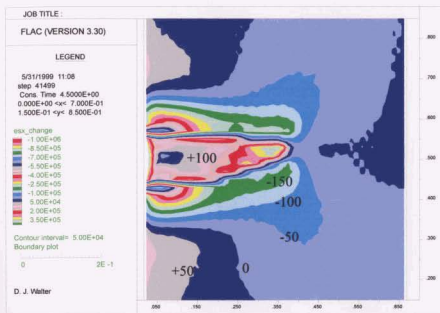 JOB TITLE :
FLAC (VERSION 3.30)
LEGEND
5/31/1999 11:08
step 41499
Cons. Time 4.5000E+00
0.000E+00 <x< 7.000E-01
1.500E-01 <y< 8.500E-01
esx_change
-1.00E+06
-8.50E+05
-7.00E+05
-5.50E+05
-4.00E+05
-2.50E+05
-1.00E+05
5.00E+04
2.00E+05
3.50E+05
Contour interval= 5.00E+04
Boundary plot
0 2E -1
D. J. Walter
+100
-150
-100
-50
+50
0
.800
.700
.600
.500
.400
.300
.200
.050 .150 .250 .350 .450 .550 .650